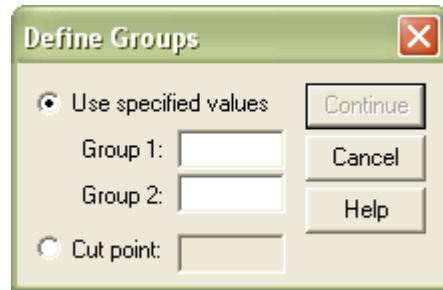 Define Groups
Use specified values
Continue
Group 1:
Cancel
Group 2:
Help
Cut point: